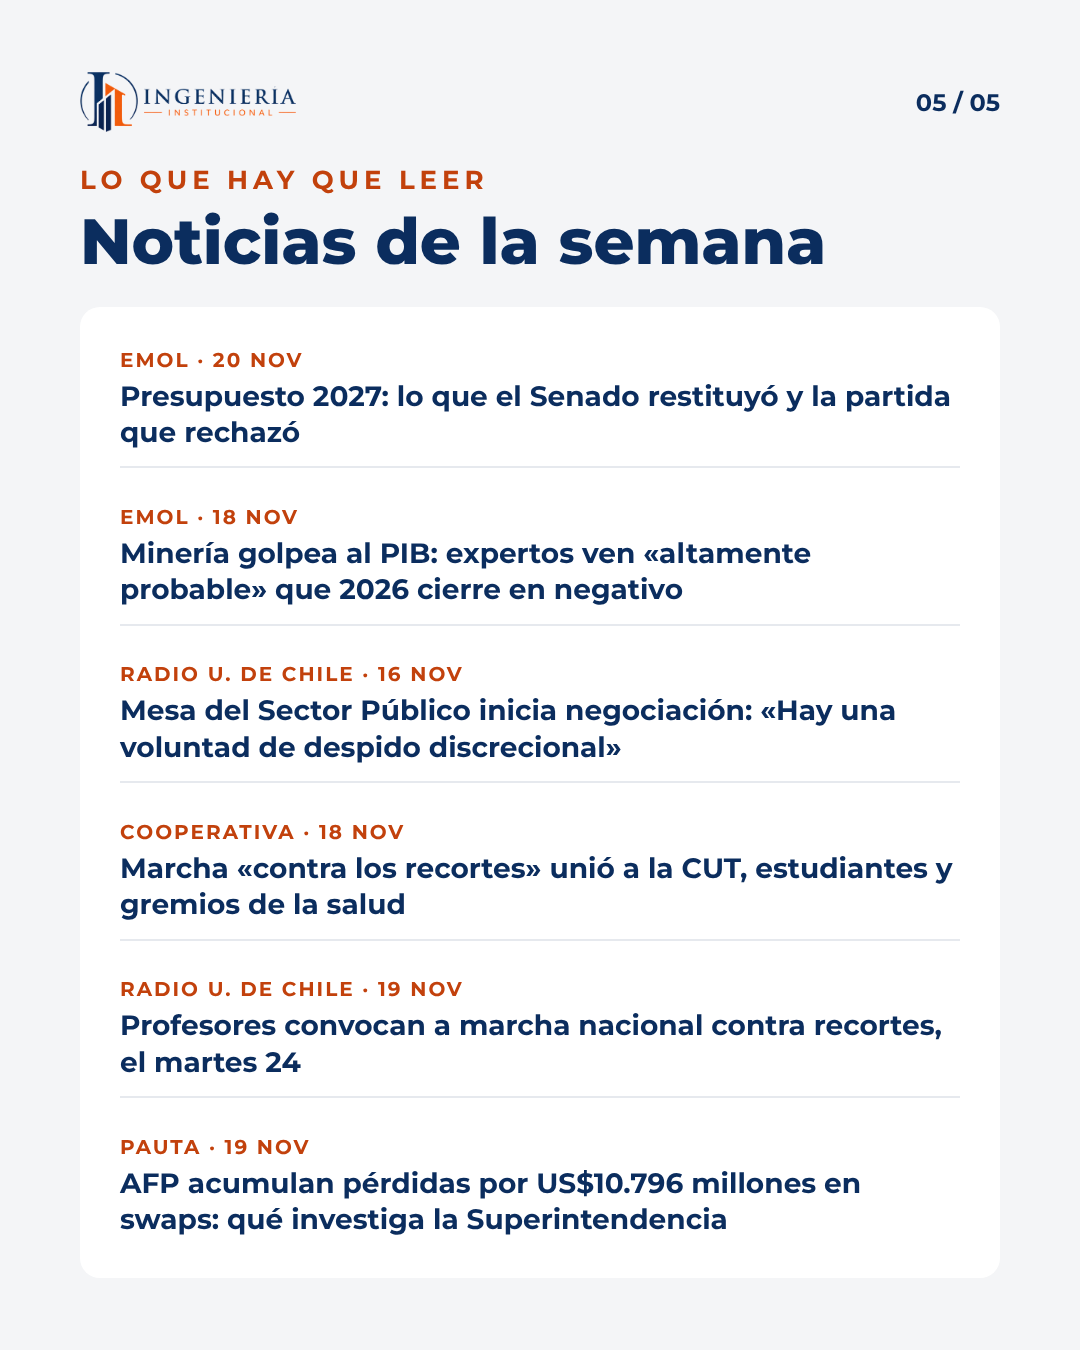 INGENIERIA
INSTITUCIONAL
05 / 05
LO QUE HAY QUE LEER
Noticias de la semana
EMOL · 20 NOV
Presupuesto 2027: lo que el Senado restituyó y la partida
que rechazó
EMOL · 18 NOV
Minería golpea al PIB: expertos ven «altamente
probable» que 2026 cierre en negativo
RADIO U. DE CHILE · 16 NOV
Mesa del Sector Público inicia negociación: «Hay una
voluntad de despido discrecional»
COOPERATIVA · 18 NOV
Marcha «contra los recortes» unió a la CUT, estudiantes y
gremios de la salud
RADIO U. DE CHILE · 19 NOV
Profesores convocan a marcha nacional contra recortes,
el martes 24
PAUTA · 19 NOV
AFP acumulan pérdidas por US$10.796 millones en
swaps: qué investiga la Superintendencia